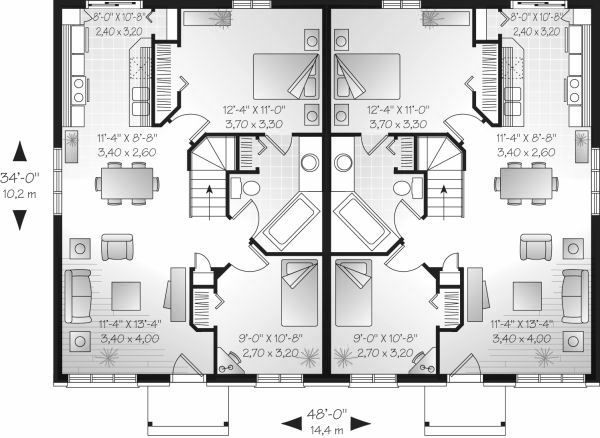 8'-0" X 10'-8"
2,40 x 3,20
8'-0" X 10'-8"
2,40 x 3,20
12'-4" X 11'-0"
3,70 x 3,30
12'-4" X 11'-0"
3,70 x 3,30
11'-4" X 8'-8"
3,40 x 2,60
11'-4" X 8'-8"
3,40 x 2,60
34'-0"
10,2 m
11'-4" X 13'-4"
3,40 x 4,00
9'-0" X 10'-8"
2,70 x 3,20
9'-0" X 10'-8"
2,70 x 3,20
11'-4" X 13'-4"
3,40 x 4,00
48'-0"
14,4 m